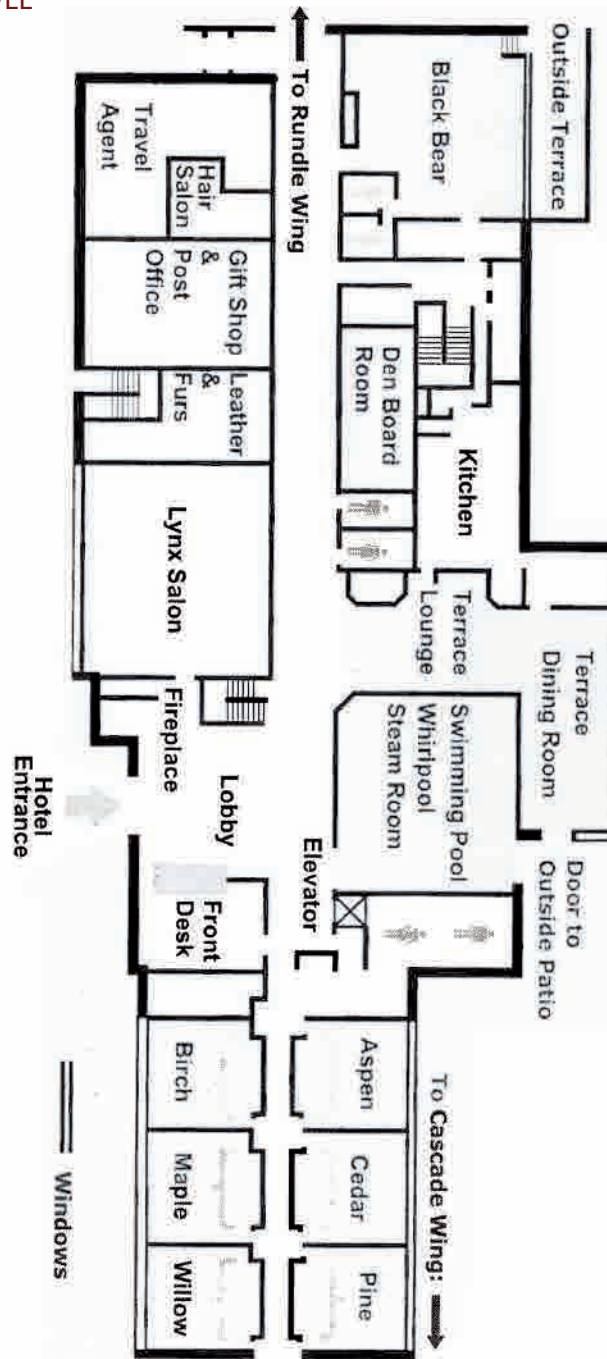 Outside Terrace
Terrace
Dining Room
Door to
Outside Patio
Black Bear
Kitchen
Terrace
Lounge
Swimming Pool
Whirlpool
Steam Room
Den Board
Room
To Cascade Wing:
Aspen
Cedar
Pine
To Rundle Wing
Elevator
Travel
Agent
Hair
Salon
Gift Shop
&
Post
Office
Leather
&
Furs
Lynx Salon
Fireplace
Lobby
Front
Desk
Birch
Maple
Willow
Hotel
Entrance
Windows